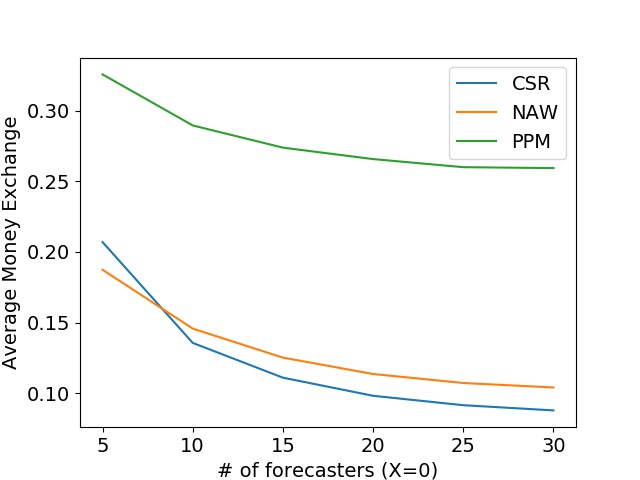 CSR
NAW
PPM
0.30
0.25
0.20
0.15
0.10
Average Money Exchange
5 10 15 20 25 30
# of forecasters (X=0)